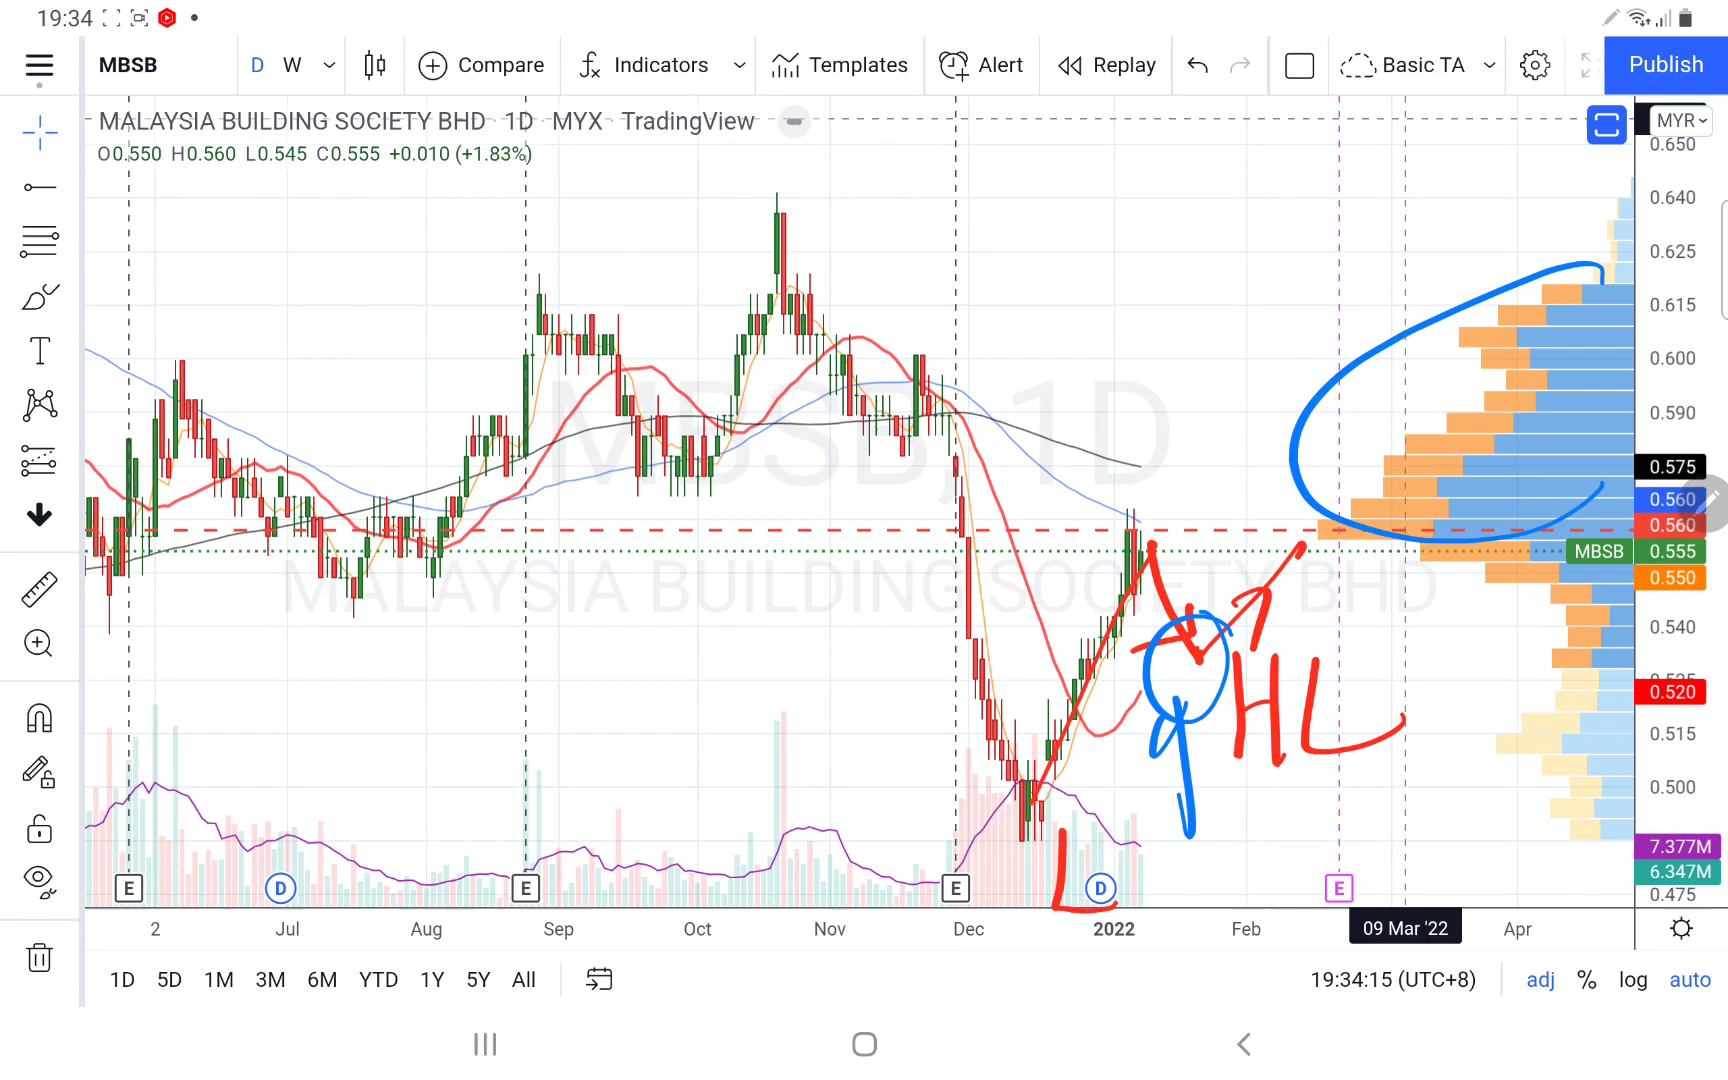 19:34
MBSB D W Compare Indicators Templates Alert Replay Basic TA Publish
MBSB, 1D
MALAYSIA BUILDING SOCIETY BHD
MALAYSIA BUILDING SOCIETY BHD 1D MYX TradingView MYR
O0.550 H0.560 L0.545 C0.555 +0.010 (+1.83%)
0.650
0.640
0.625
0.615
0.600
0.590
0.575
0.560
0.560
MBSB 0.555
0.550
0.540
0.525
0.520
0.515
0.500
7.377M
6.347M
0.475
HL
L
E D E E D E
2 Jul Aug Sep Oct Nov Dec 2022 Feb 09 Mar '22 Apr
1D 5D 1M 3M 6M YTD 1Y 5Y All 19:34:15 (UTC+8) adj % log auto